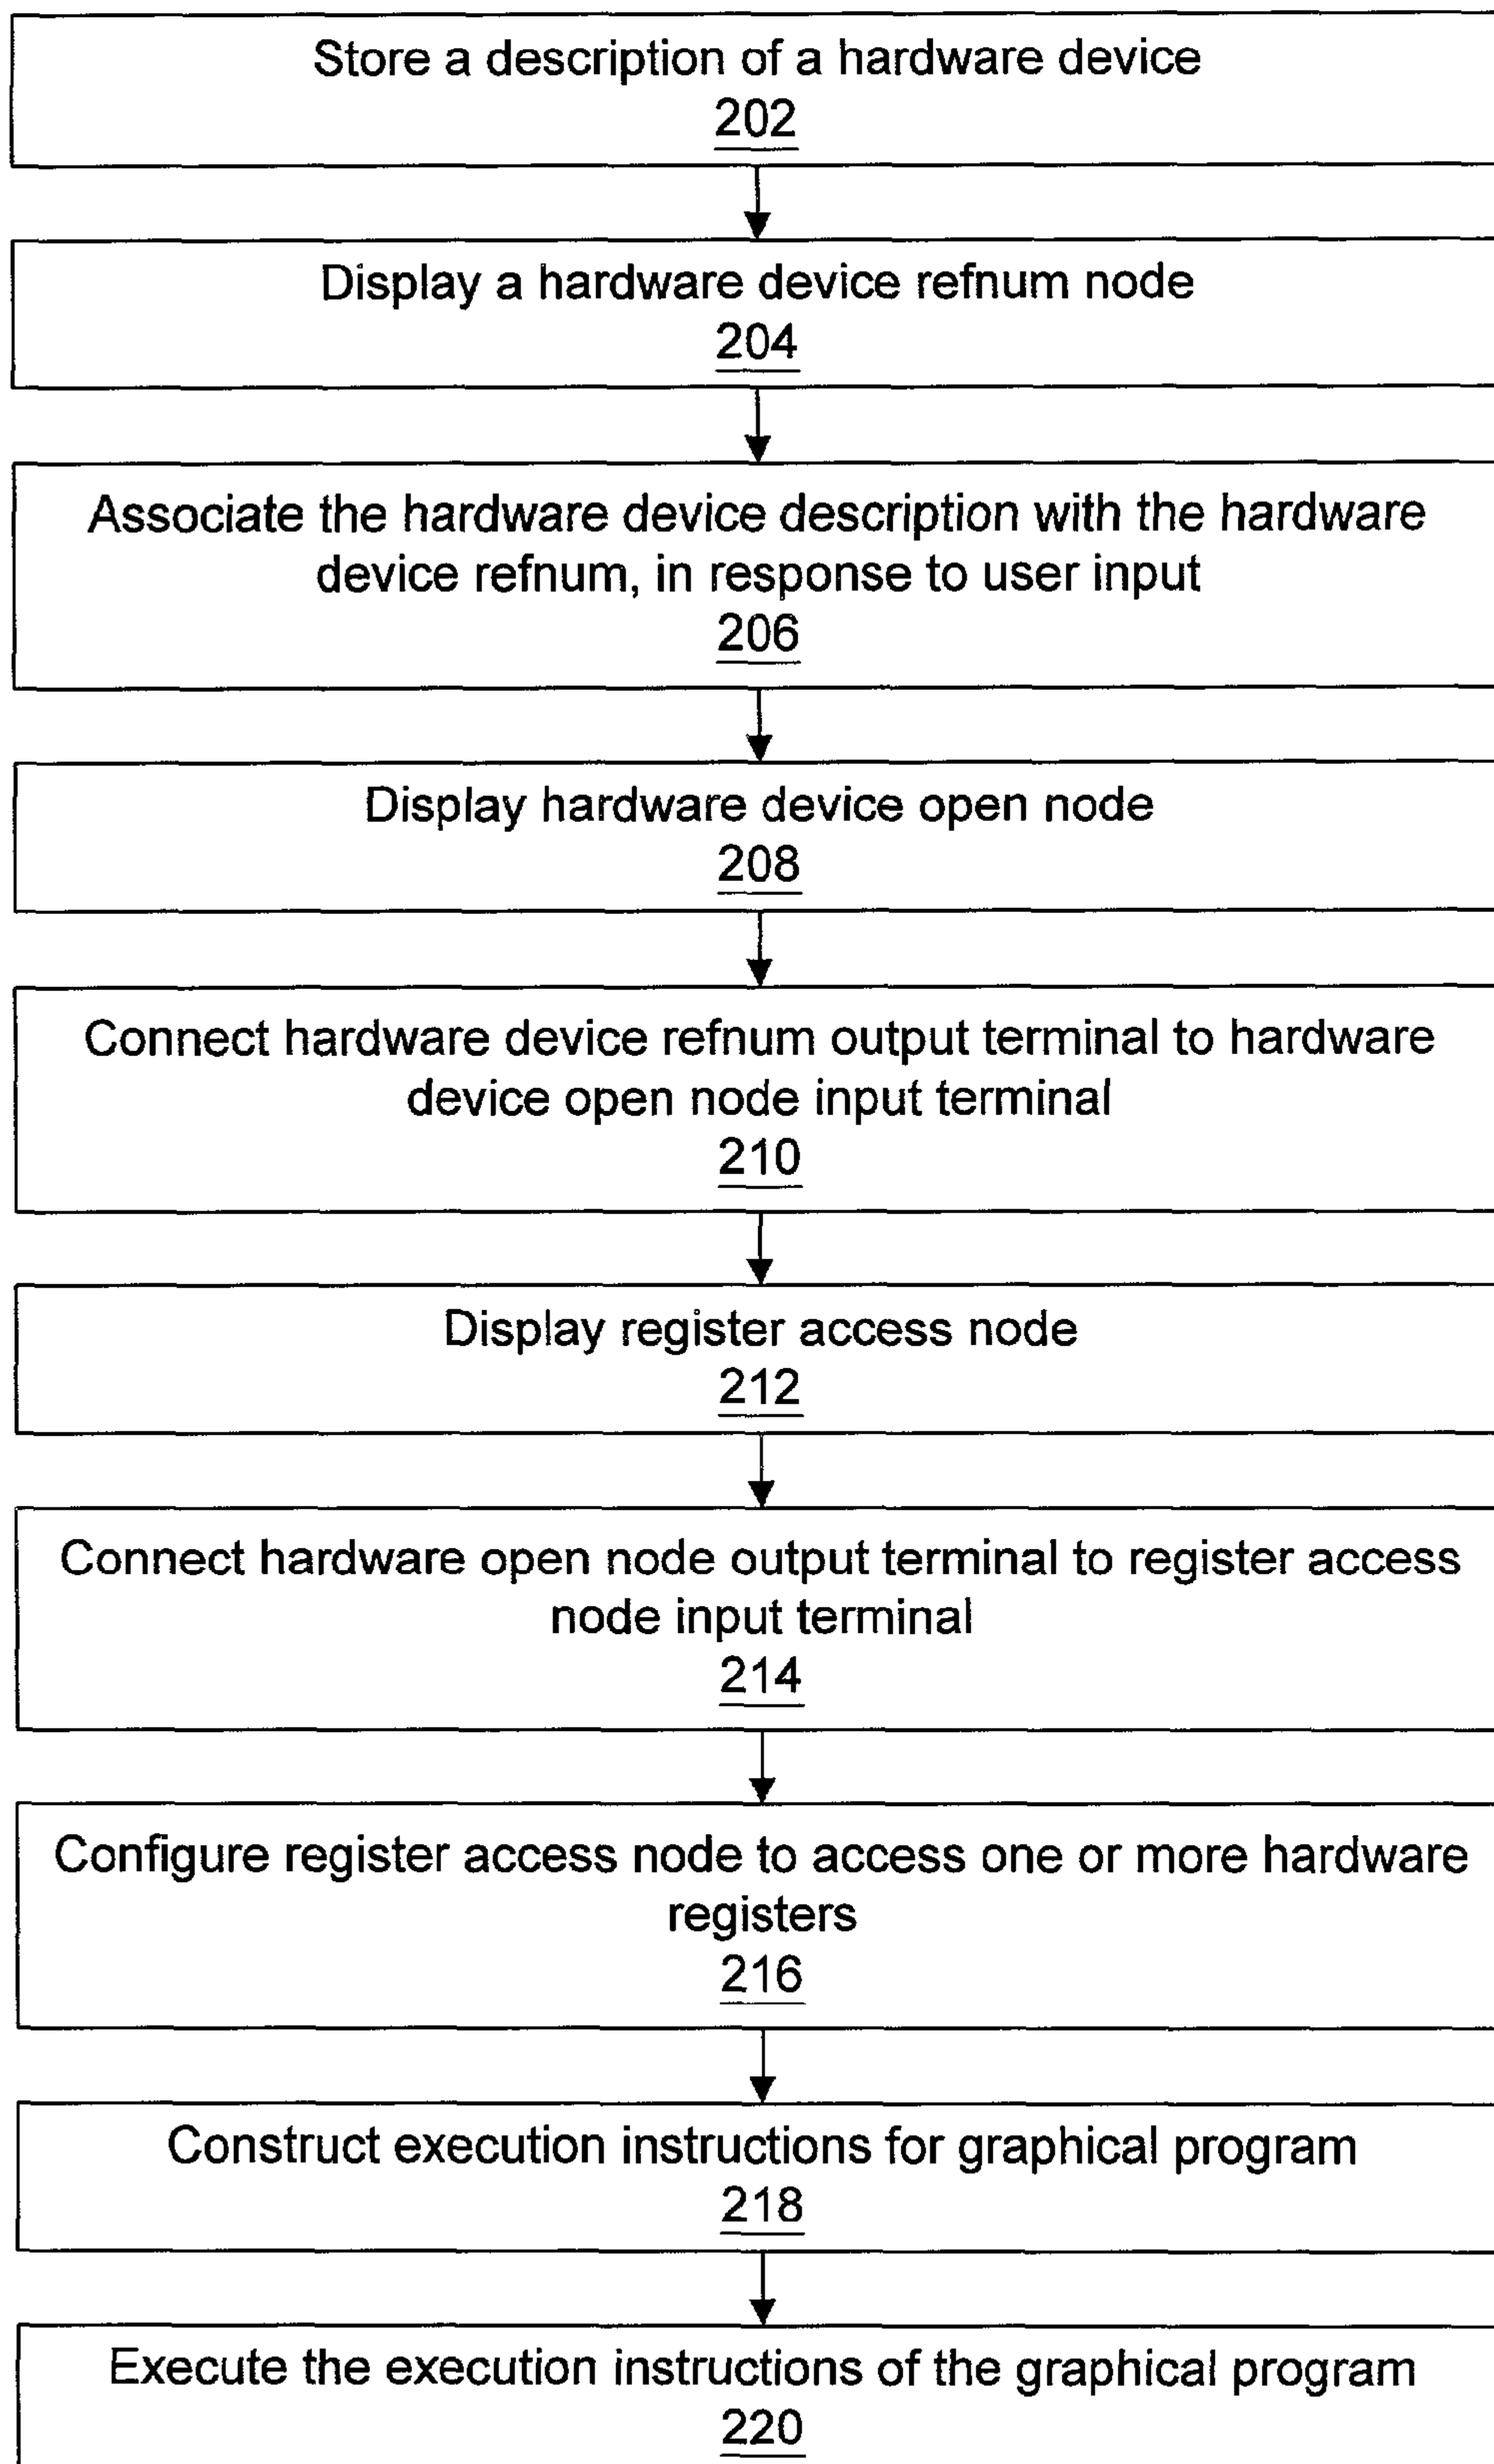 Store a description of a hardware device
202
Display a hardware device refnum node
204
Associate the hardware device description with the hardware
device refnum, in response to user input
206
Display hardware device open node
208
Connect hardware device refnum output terminal to hardware
device open node input terminal
210
Display register access node
212
Connect hardware open node output terminal to register access
node input terminal
214
Configure register access node to access one or more hardware
registers
216
Construct execution instructions for graphical program
218
Execute the execution instructions of the graphical program
220